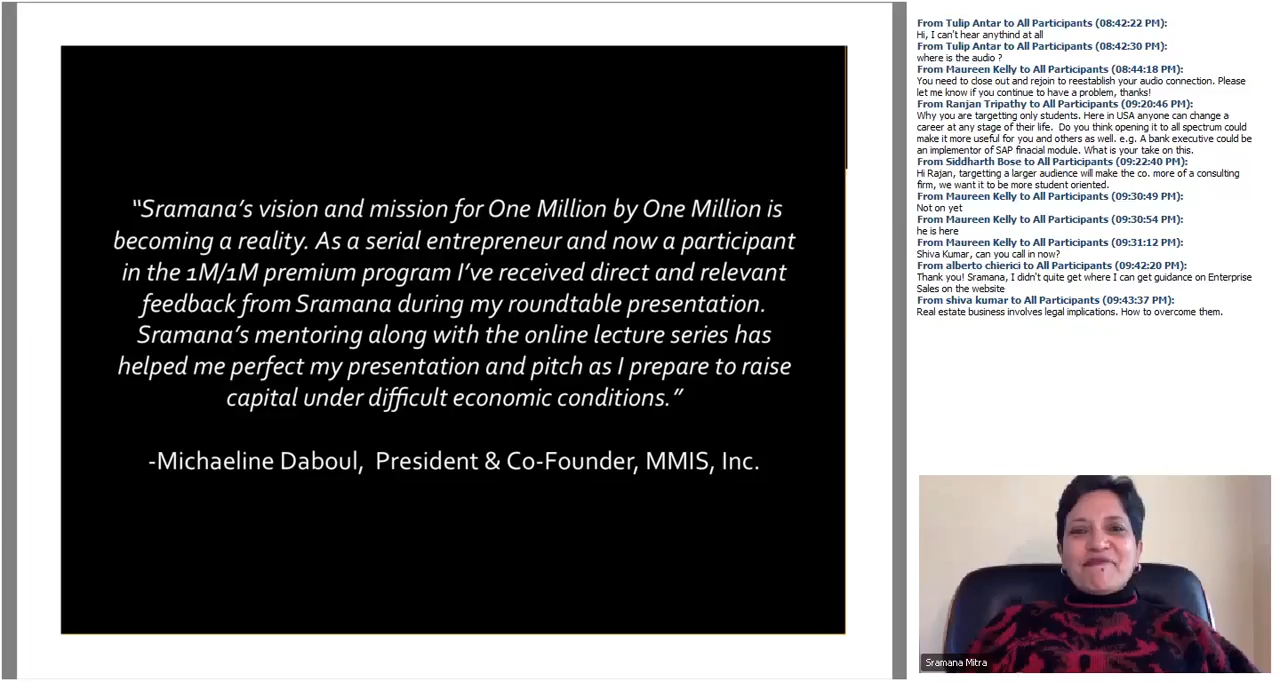 “Sramana’s vision and mission for One Million by One Million is
becoming a reality. As a serial entrepreneur and now a participant
in the 1M/1M premium program I’ve received direct and relevant
feedback from Sramana during my roundtable presentation.
Sramana’s mentoring along with the online lecture series has
helped me perfect my presentation and pitch as I prepare to raise
capital under difficult economic conditions.”
-Michaeline Daboul,  President & Co-Founder, MMIS, Inc.
From Tulip Antar to All Participants (08:42:22 PM):
Hi, I can't hear anythind at all
From Tulip Antar to All Participants (08:42:30 PM):
where is the audio ?
From Maureen Kelly to All Participants (08:44:18 PM):
You need to close out and rejoin to reestablish your audio connection. Please
let me know if you continue to have a problem, thanks!
From Ranjan Tripathy to All Participants (09:20:46 PM):
Why you are targetting only students. Here in USA anyone can change a
career at any stage of their life.  Do you think opening it to all spectrum could
make it more useful for you and others as well. e.g. A bank executive could be
an implementor of SAP finacial module. What is your take on this.
From Siddharth Bose to All Participants (09:22:40 PM):
Hi Rajan, targeting a larger audience will make the co. more of a consulting
firm, we want it to be more student oriented.
From Maureen Kelly to All Participants (09:30:49 PM):
Not on yet
From Maureen Kelly to All Participants (09:30:54 PM):
he is here
From Maureen Kelly to All Participants (09:31:12 PM):
Shiva Kumar, can you call in now?
From alberto chierici to All Participants (09:42:20 PM):
Thank you! Sramana, I didn't quite get where I can get guidance on Enterprise
Sales on the website
From shiva kumar to All Participants (09:43:37 PM):
Real estate business involves legal implications. How to overcome them.
Sramana Mitra